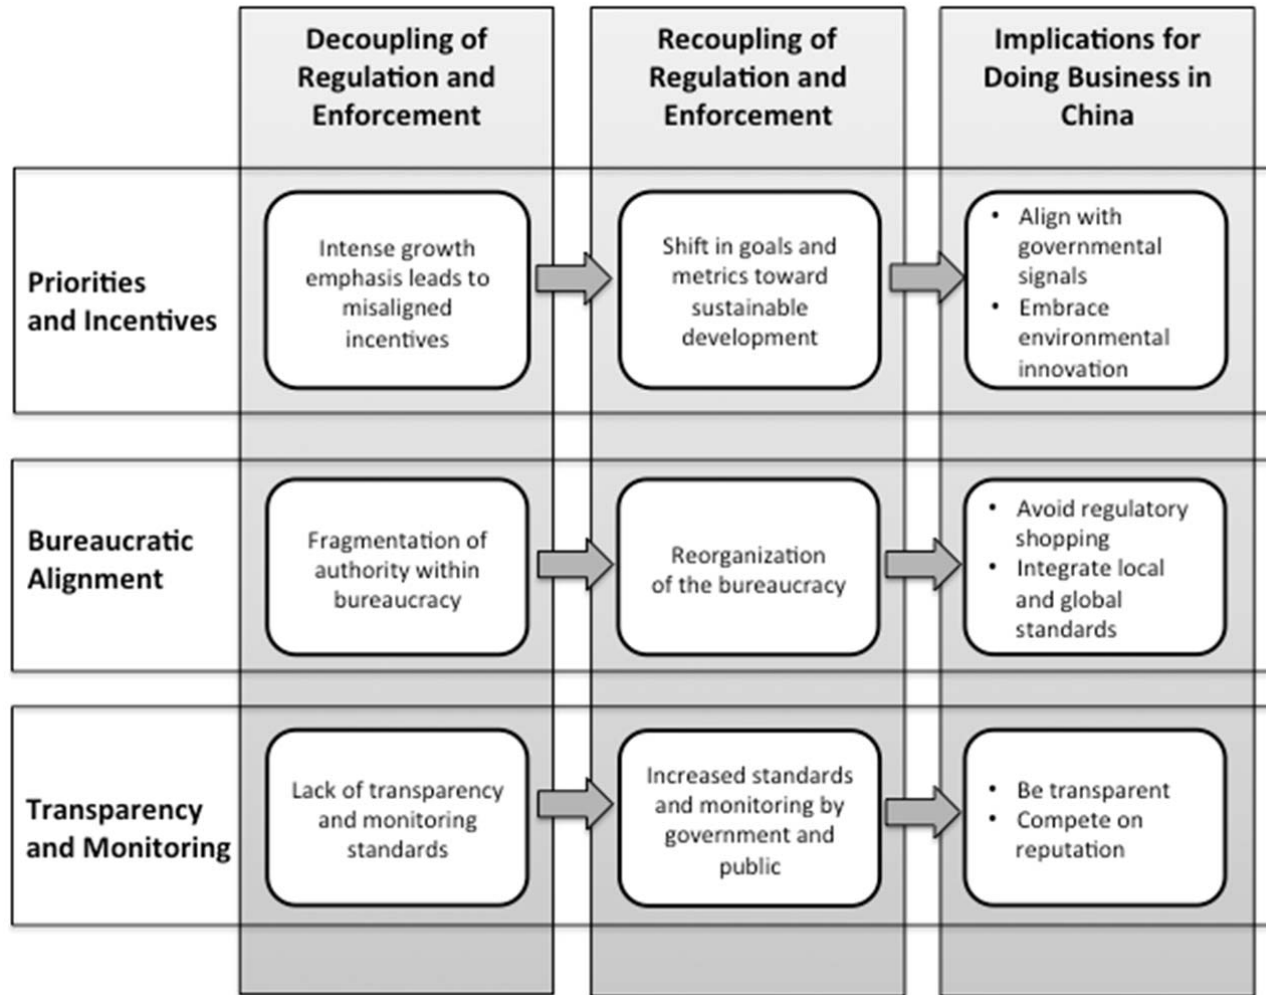 Decoupling of
Regulation and
Enforcement
Recoupling of
Regulation and
Enforcement
Implications for
Doing Business in
China
Priorities
and Incentives
Intense growth
emphasis leads to
misaligned
incentives
Shift in goals and
metrics toward
sustainable
development
• Align with
governmental
signals
• Embrace
environmental
innovation
Bureaucratic
Alignment
Fragmentation of
authority within
bureaucracy
Reorganization
of the bureaucracy
• Avoid regulatory
shopping
• Integrate local
and global
standards
Transparency
and Monitoring
Lack of transparency
and monitoring
standards
Increased standards
and monitoring by
government and
public
• Be transparent
• Compete on
reputation